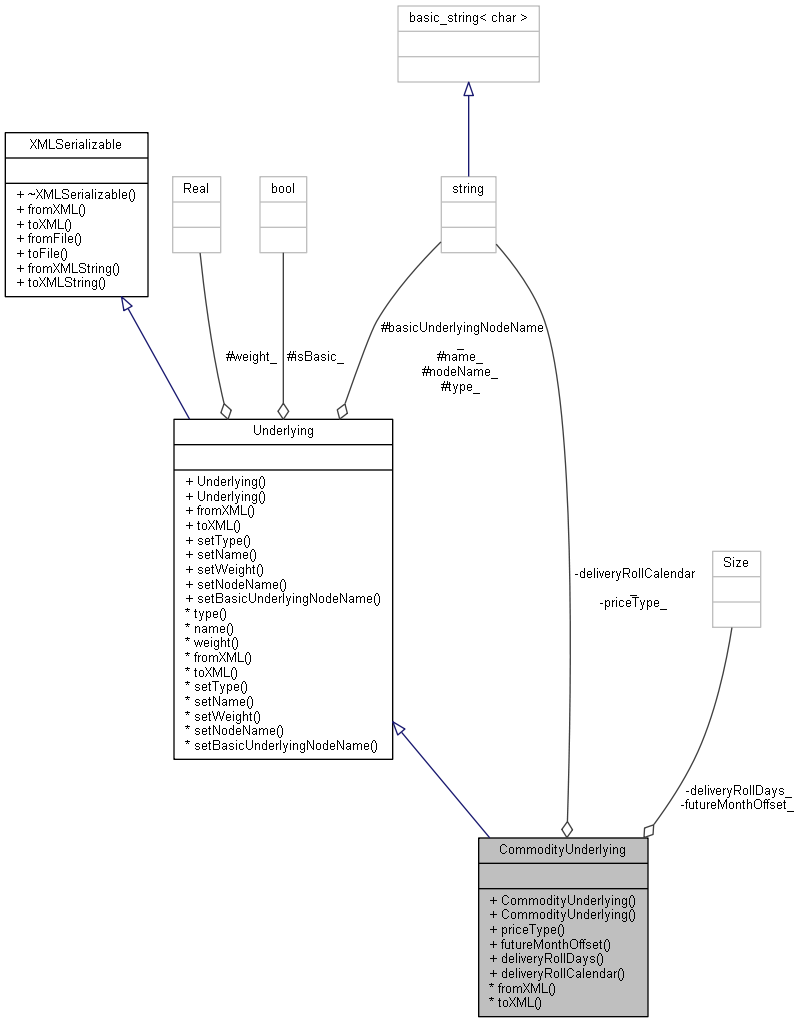 basic_string< char >
XMLSerializable
+ ~XMLSerializable()
+ fromXML()
+ toXML()
+ fromFile()
+ toFile()
+ fromXMLString()
+ toXMLString()
Real
bool
string
#weight_
#isBasic_
#basicUnderlyingNodeName
_
#name_
#nodeName_
#type_
Underlying
+ Underlying()
+ Underlying()
+ fromXML()
+ toXML()
+ setType()
+ setName()
+ setWeight()
+ setNodeName()
+ setBasicUnderlyingNodeName()
* type()
* name()
* weight()
* fromXML()
* toXML()
* setType()
* setName()
* setWeight()
* setNodeName()
* setBasicUnderlyingNodeName()
Size
-deliveryRollCalendar
_
-priceType_
-deliveryRollDays_
-futureMonthOffset_
CommodityUnderlying
+ CommodityUnderlying()
+ CommodityUnderlying()
+ priceType()
+ futureMonthOffset()
+ deliveryRollDays()
+ deliveryRollCalendar()
* fromXML()
* toXML()